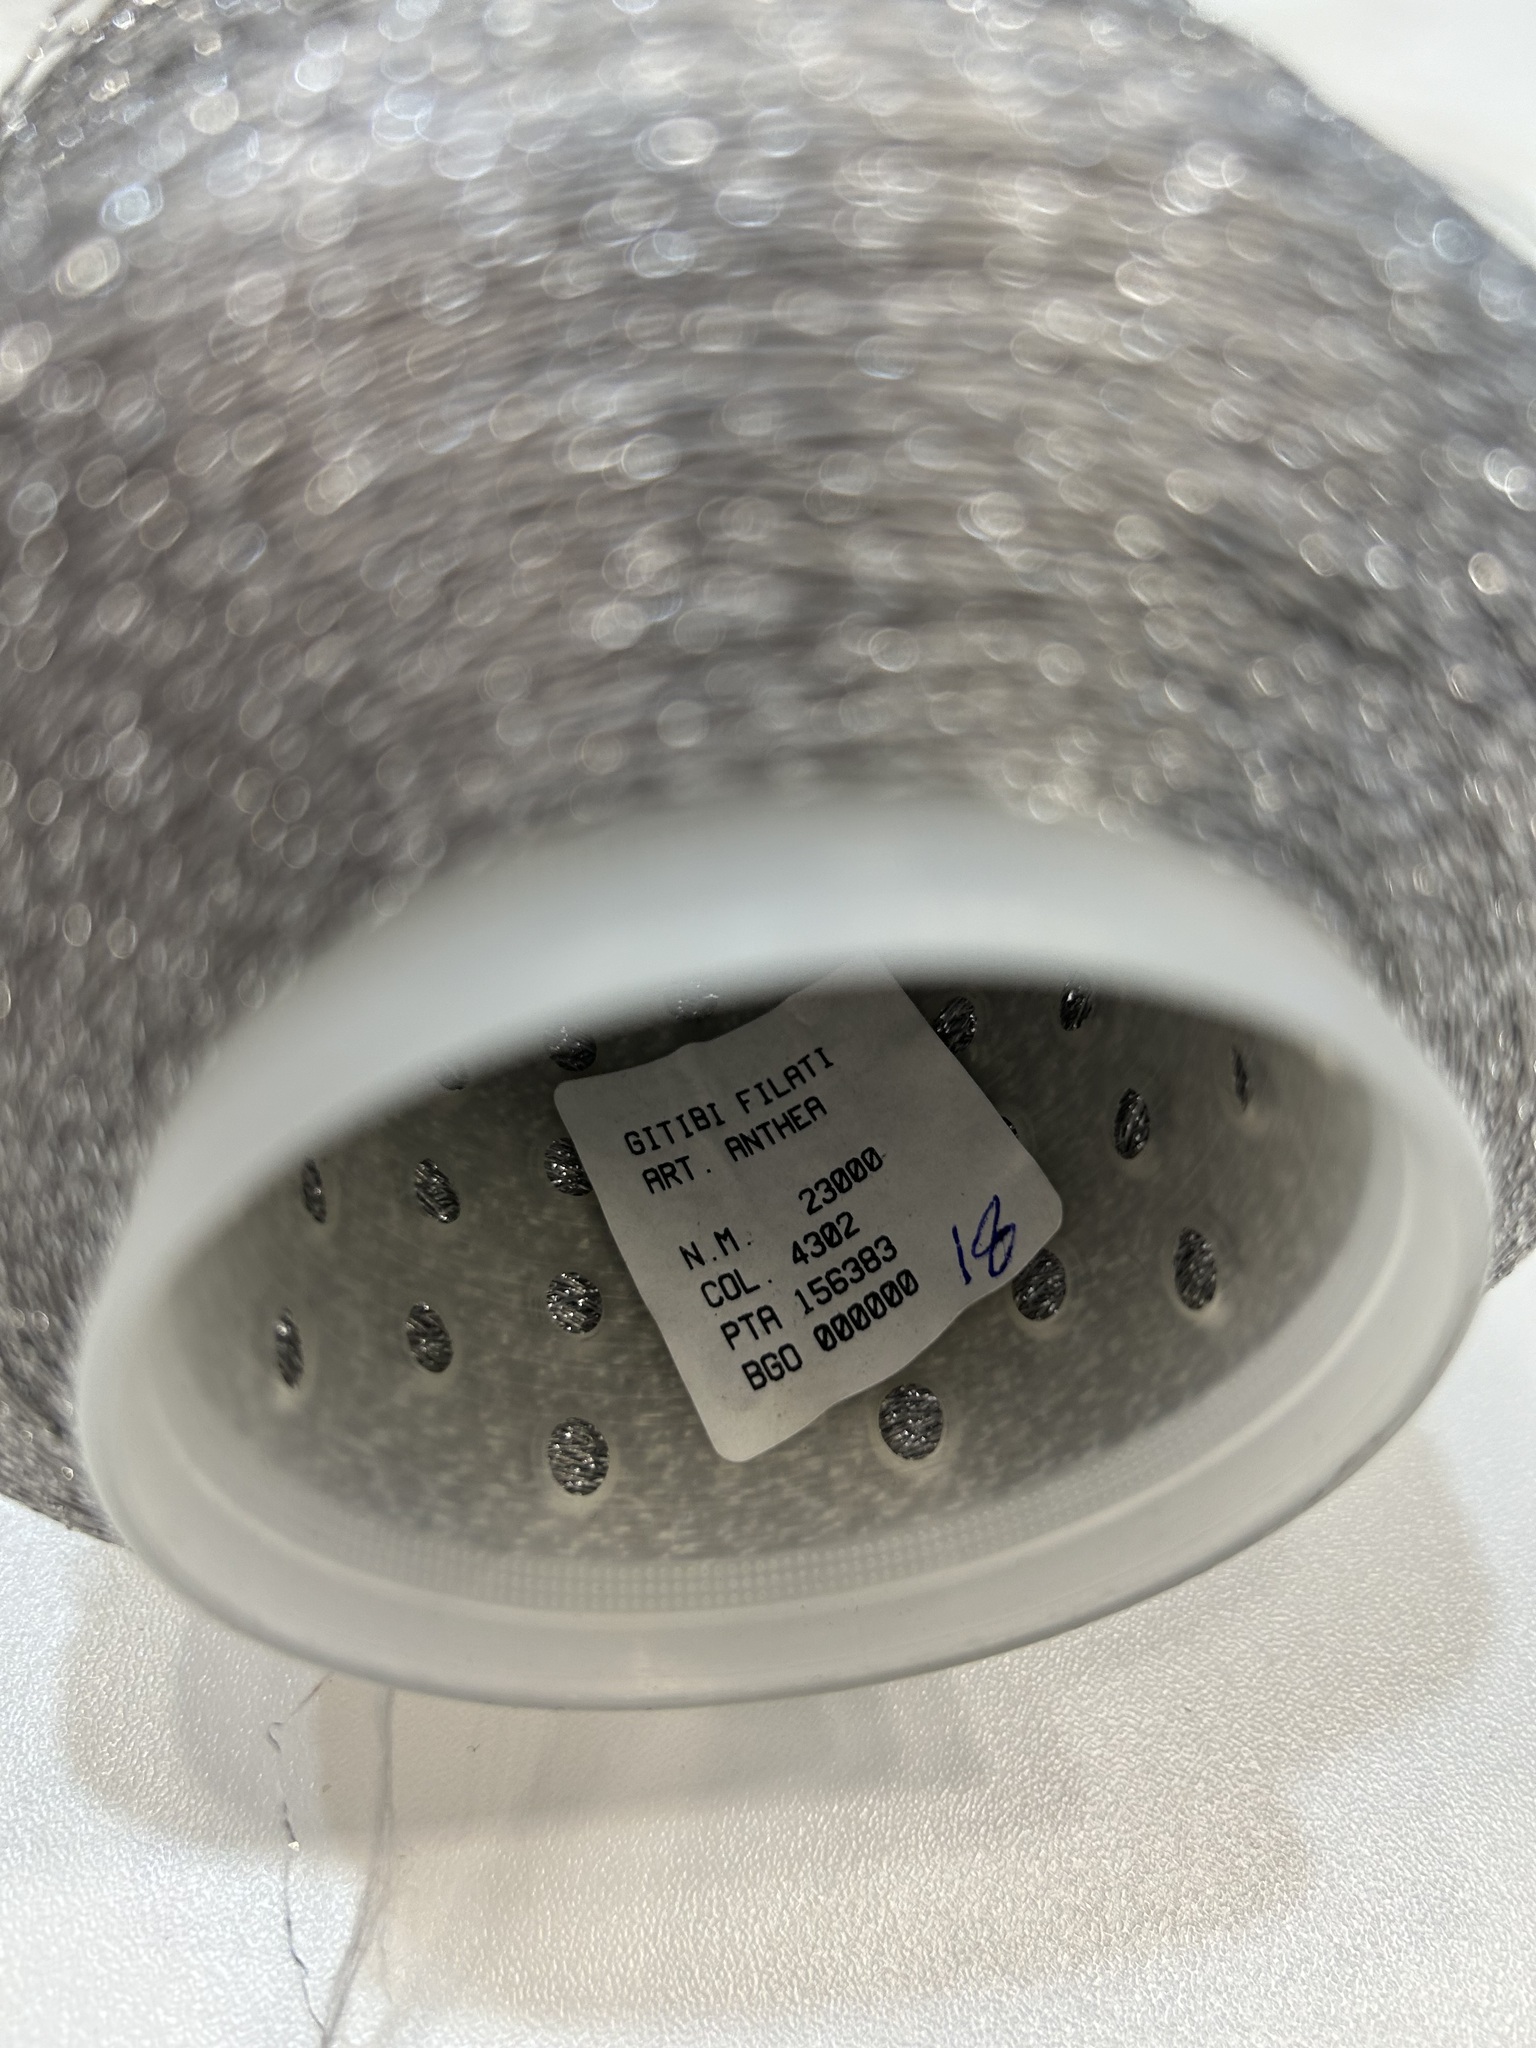 GITIBI FILATI
ART. ANTHEA
N.M. 23000
COL. 4302
PTA 156383
BGO 000000
18